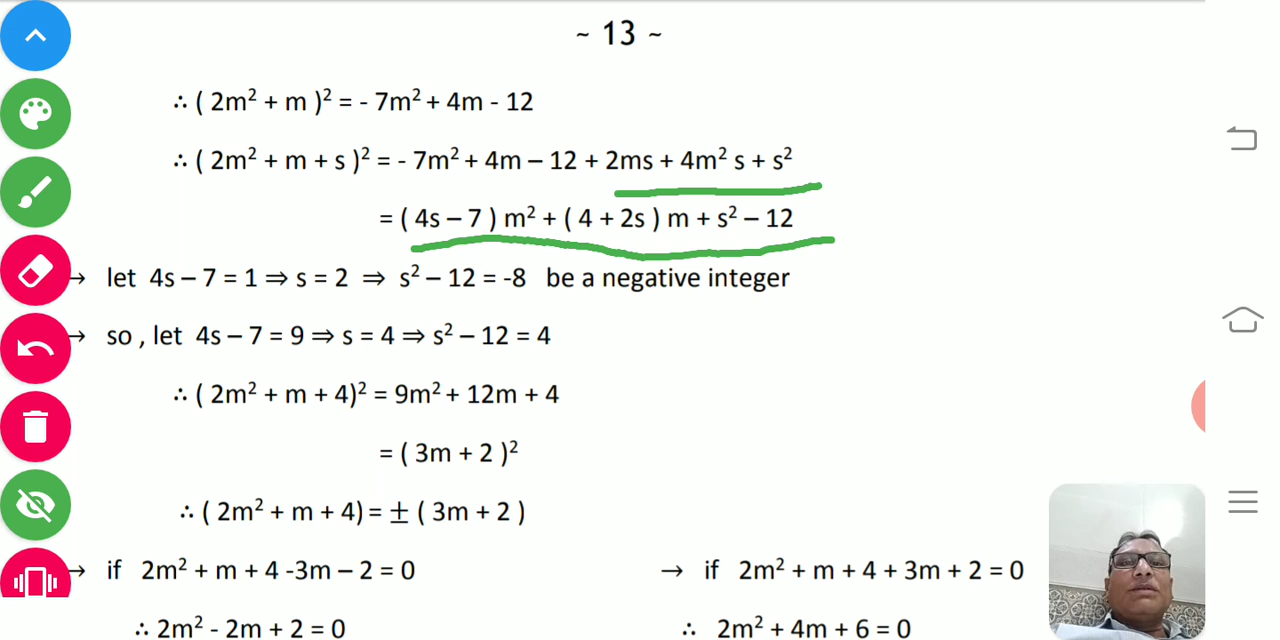 ~ 13 ~
∴ ( 2m² + m )² = - 7m² + 4m - 12
∴ ( 2m² + m + s )² = - 7m² + 4m – 12 + 2ms + 4m² s + s²
= ( 4s – 7 ) m² + ( 4 + 2s ) m + s² – 12
→ let 4s – 7 = 1 ⇒ s = 2 ⇒ s² – 12 = -8 be a negative integer
→ so , let 4s – 7 = 9 ⇒ s = 4 ⇒ s² – 12 = 4
∴ ( 2m² + m + 4)² = 9m² + 12m + 4
= ( 3m + 2 )²
∴ ( 2m² + m + 4) = ± ( 3m + 2 )
→ if 2m² + m + 4 -3m – 2 = 0 → if 2m² + m + 4 + 3m + 2 = 0
∴ 2m² - 2m + 2 = 0 ∴ 2m² + 4m + 6 = 0